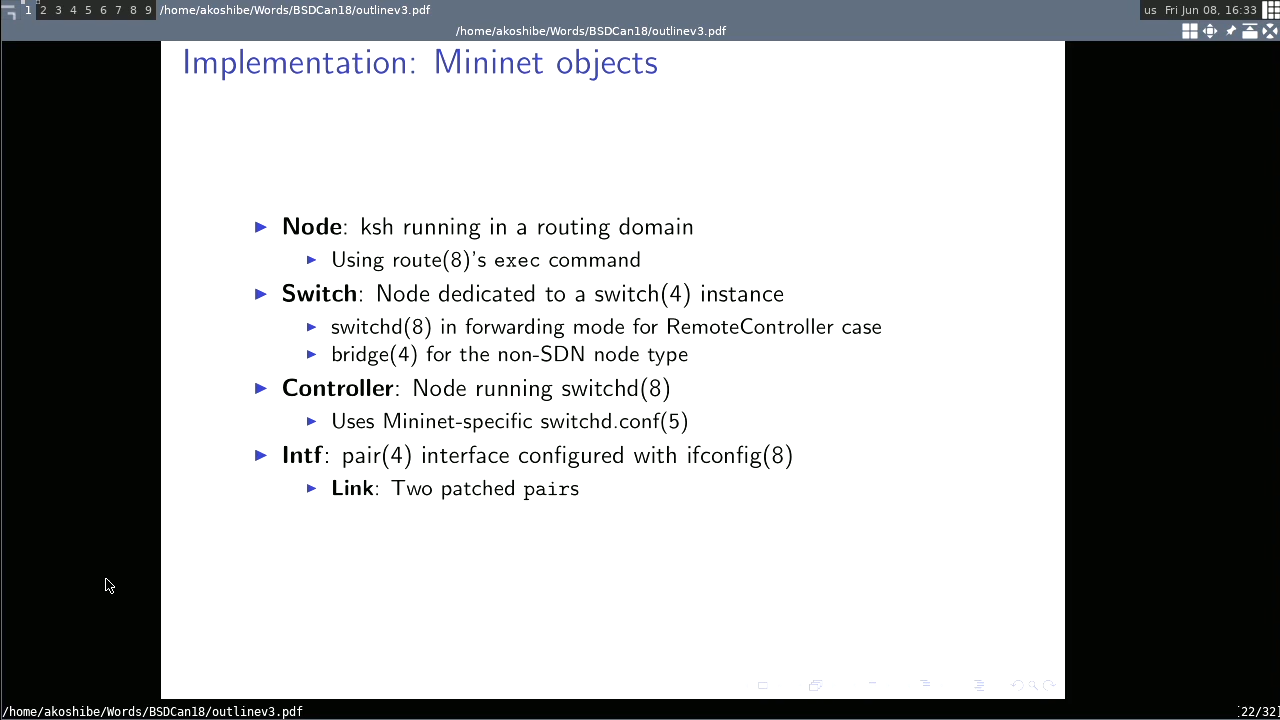 1 2 3 4 5 6 7 8 9 /home/akoshibe/Words/BSDCan18/outlinev3.pdf us Fri Jun 08, 16:33
/home/akoshibe/Words/BSDCan18/outlinev3.pdf
Implementation: Mininet objects
Node: ksh running in a routing domain
Using route(8)'s exec command
Switch: Node dedicated to a switch(4) instance
switchd(8) in forwarding mode for RemoteController case
bridge(4) for the non-SDN node type
Controller: Node running switchd(8)
Uses Mininet-specific switchd.conf(5)
Intf: pair(4) interface configured with ifconfig(8)
Link: Two patched pairs
/home/akoshibe/Words/BSDCan18/outlinev3.pdf [22/32]